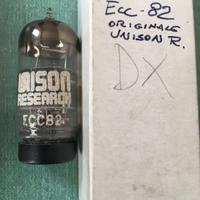 UNISON
RESEARCH
ECC82
ECC-82
ORIGINALE
UNISON R.
DX